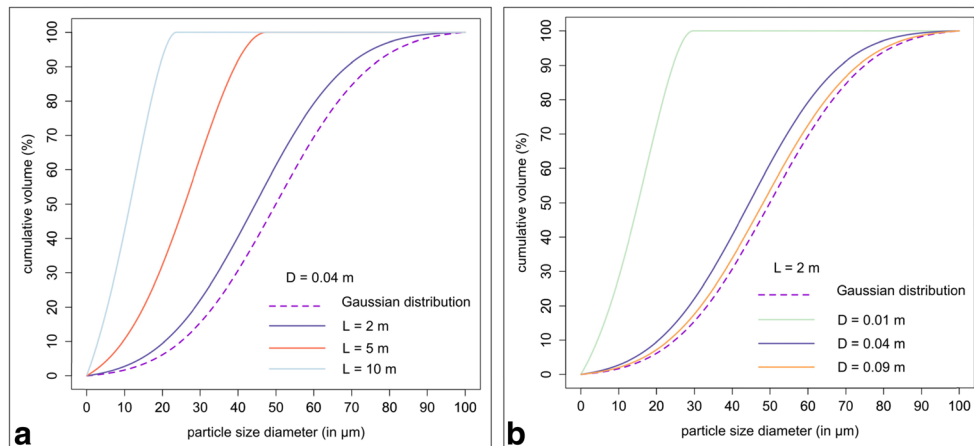 100
90
80
70
60
50
40
30
20
10
0
cumulative volume (%)
D = 0.04 m
Gaussian distribution
L = 2 m
L = 5 m
L = 10 m
0 10 20 30 40 50 60 70 80 90 100
particle size diameter (in µm)
a
100
90
80
70
60
50
40
30
20
10
0
cumulative volume (%)
L = 2 m
Gaussian distribution
D = 0.01 m
D = 0.04 m
D = 0.09 m
0 10 20 30 40 50 60 70 80 90 100
particle size diameter (in µm)
b